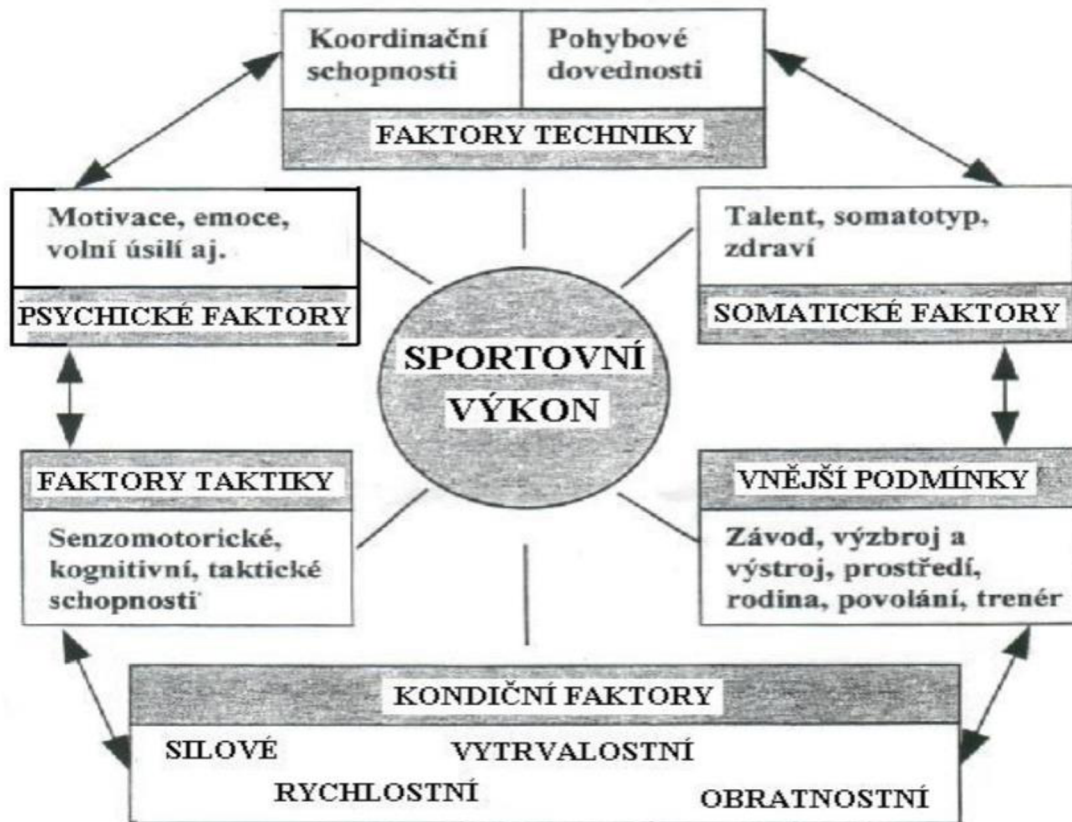 Koordinační
schopnosti
Pohybové
dovednosti
FAKTORY TECHNIKY
Motivace, emoce,
volní úsilí aj.
PSYCHICKÉ FAKTORY
Talent, somatotyp,
zdraví
SOMATICKÉ FAKTORY
SPORTOVNÍ
VÝKON
FAKTORY TAKTIKY
Senzomotorické,
kognitivní, taktické
schopnosti
VNĚJŠÍ PODMÍNKY
Závod, výzbroj a
výstroj, prostředí,
rodina, povolání, trenér
KONDIČNÍ FAKTORY
SILOVÉ
VYTRVALOSTNÍ
RYCHLOSTNÍ
OBRATNOSTNÍ